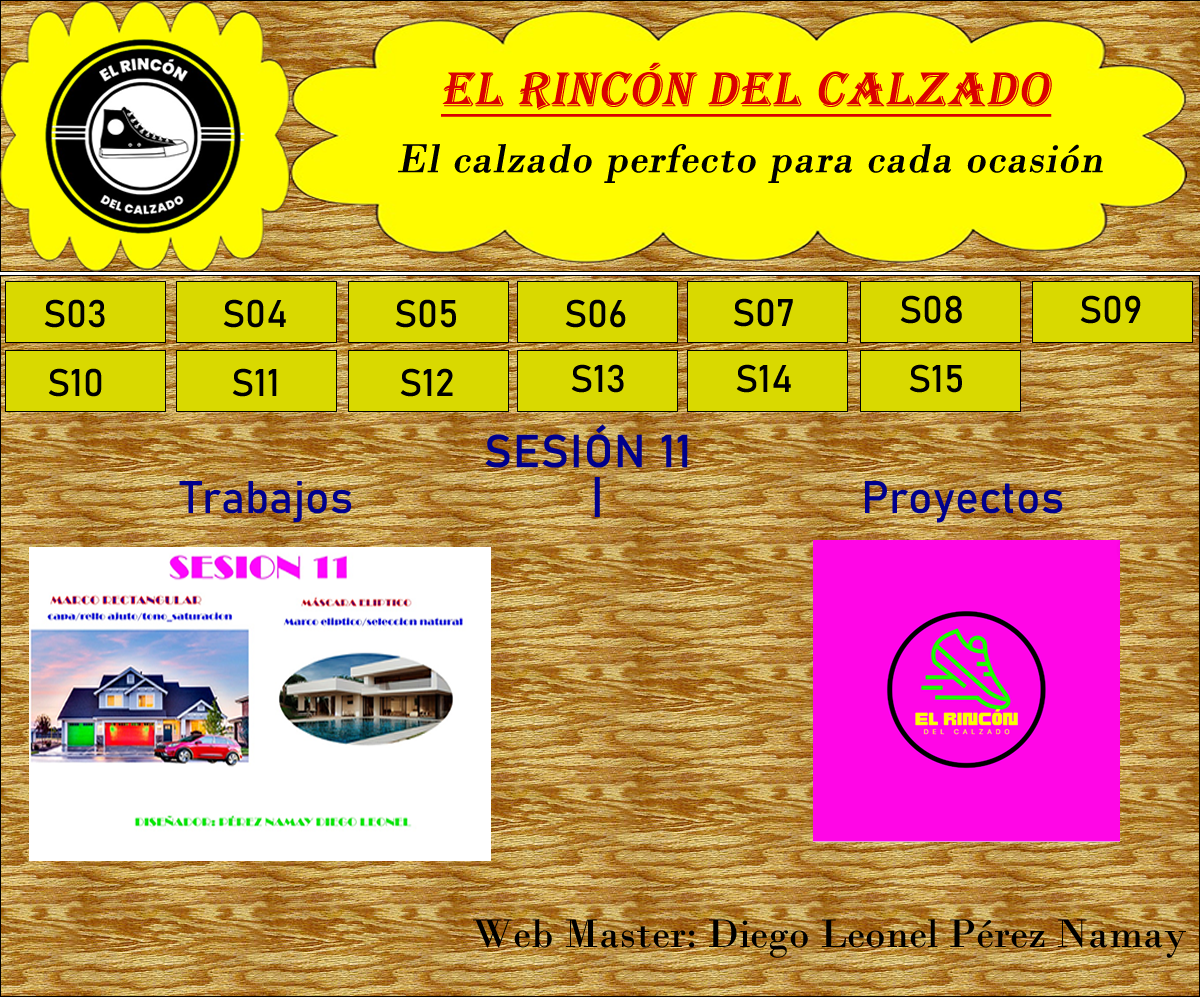 EL RINCÓN
DEL CALZADO
EL RINCÓN DEL CALZADO
El calzado perfecto para cada ocasión
S03
S04
S05
S06
S07
S08
S09
S10
S11
S12
S13
S14
S15
SESIÓN 11
Trabajos
|
Proyectos
SESION 11
MARCO RECTANGULAR
capa/rello ajuto/tono_saturacion
MÁSCARA ELIPTICO
Marco eliptico/seleccion natural
DISEÑADOR: PÉREZ NAMAY DIEGO LEONEL
EL RINCÓN
DEL CALZADO
Web Master: Diego Leonel Pérez Namay